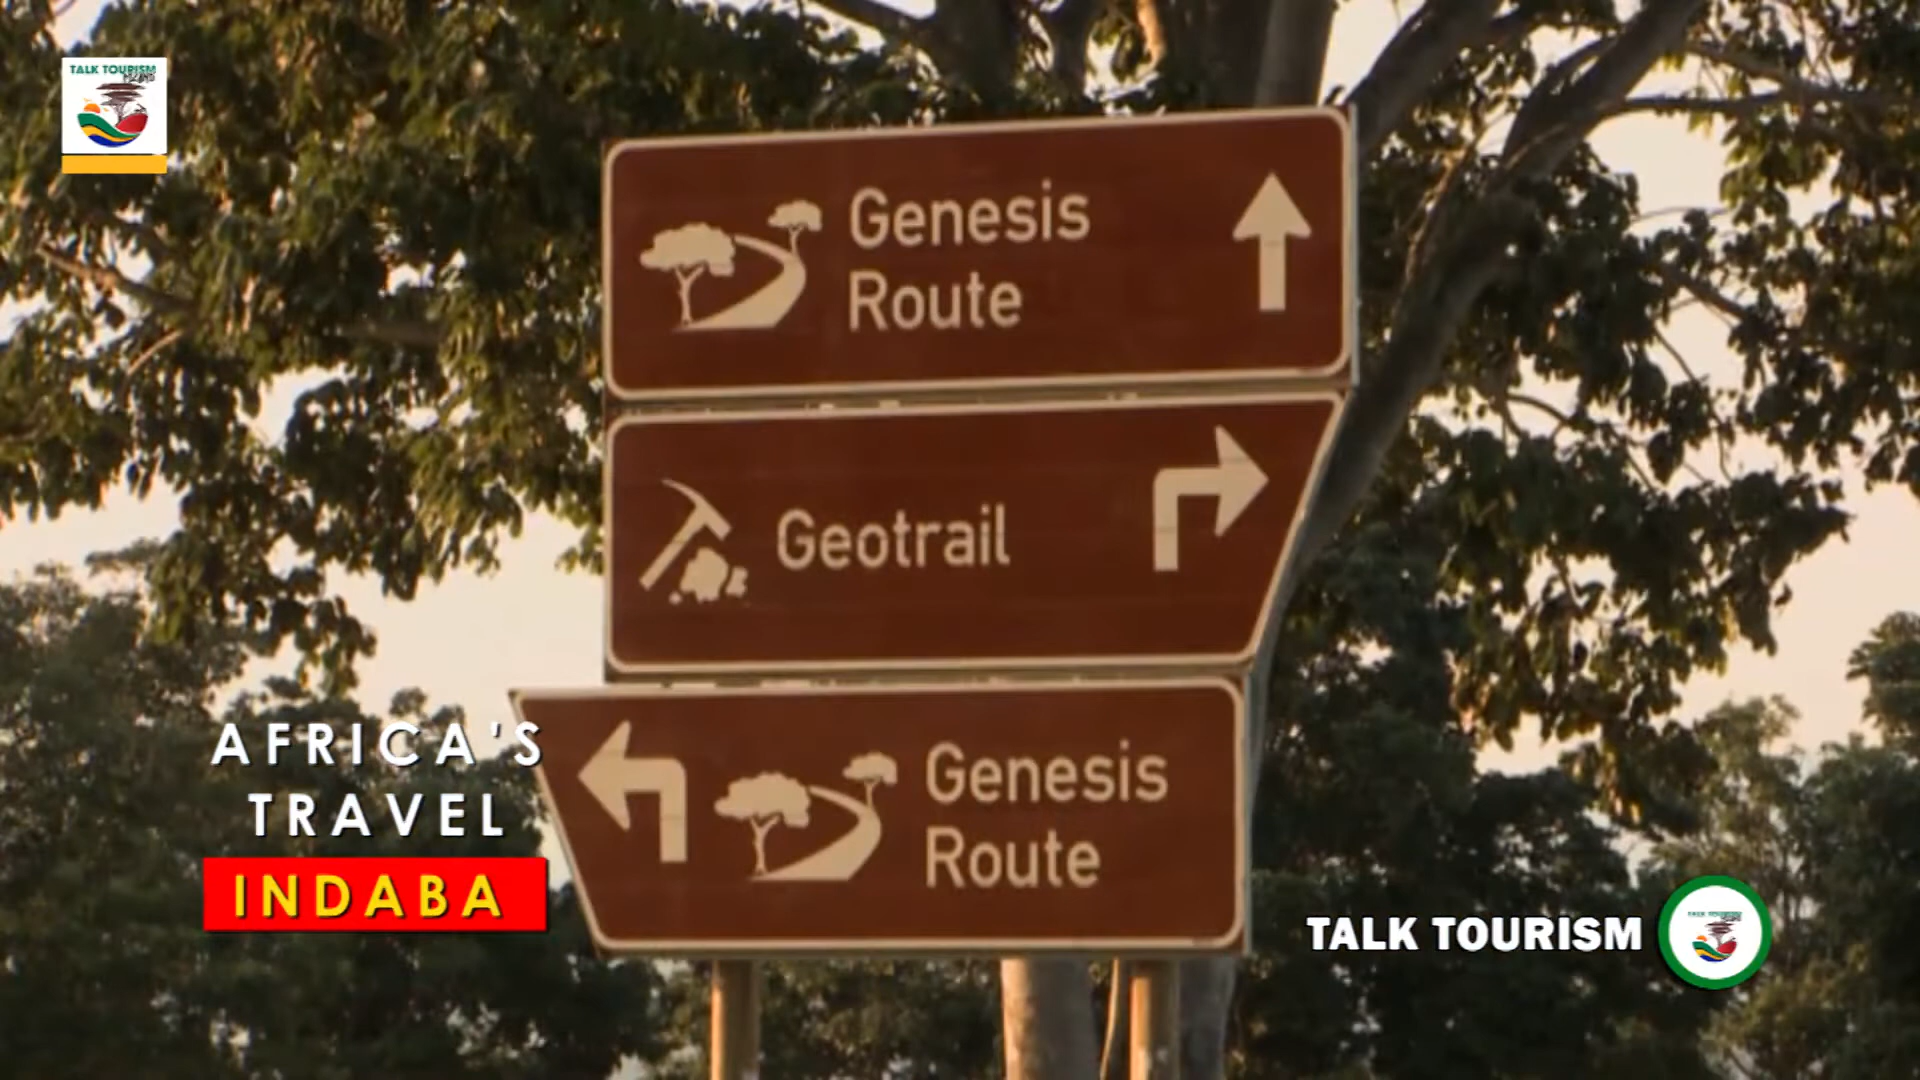 TALK TOURISM
Genesis
Route
Geotrail
Genesis
Route
AFRICA'S
TRAVEL
INDABA
TALK TOURISM